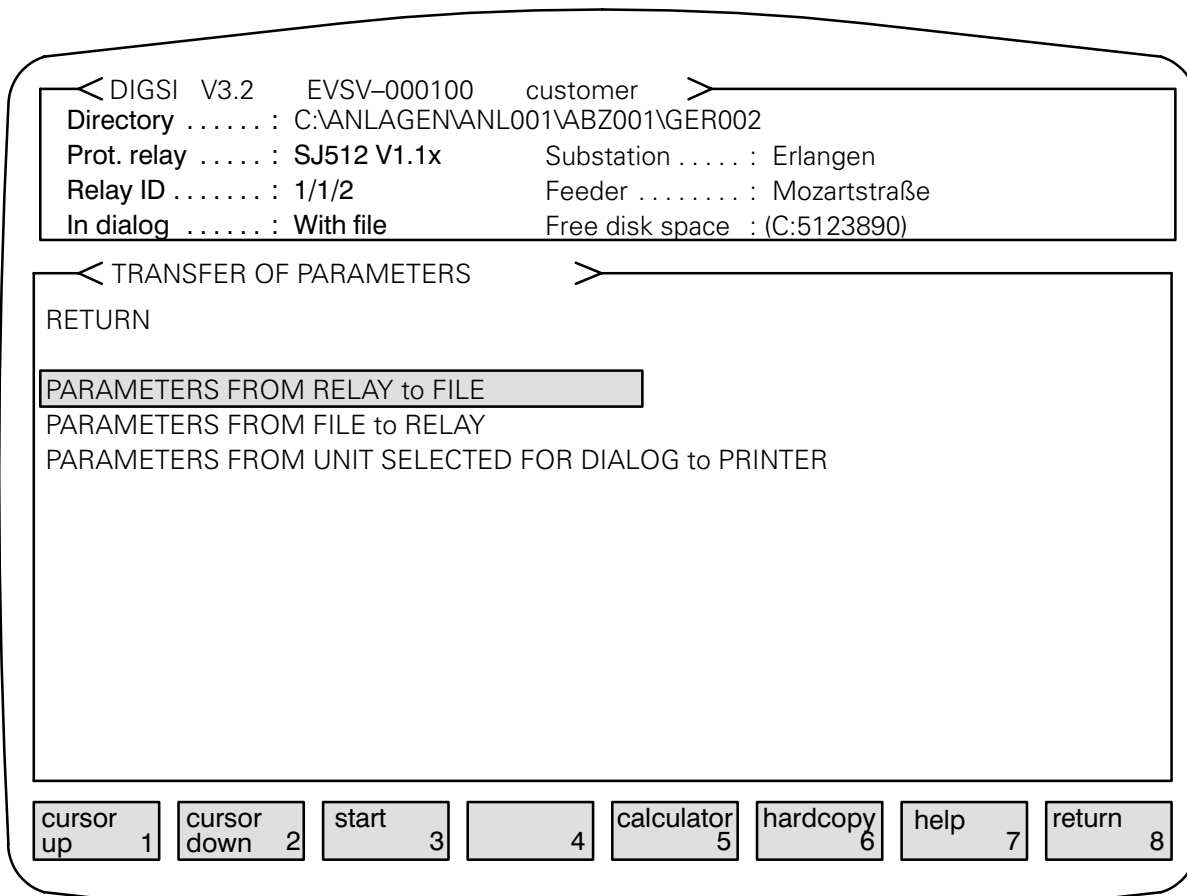 DIGSI V3.2 EVSV–000100 customer
Directory . . . . . . : C:\ANLAGEN\ANL001\ABZ001\GER002
Prot. relay . . . . . : SJ512 V1.1x Substation . . . . . : Erlangen
Relay ID . . . . . . . : 1/1/2 Feeder . . . . . . . . : Mozartstraße
In dialog . . . . . . : With file Free disk space : (C:5123890)
TRANSFER OF PARAMETERS
RETURN
PARAMETERS FROM RELAY to FILE
PARAMETERS FROM FILE to RELAY
PARAMETERS FROM UNIT SELECTED FOR DIALOG to PRINTER
cursor up 1
cursor down 2
start 3
4
calculator 5
hardcopy 6
help 7
return 8